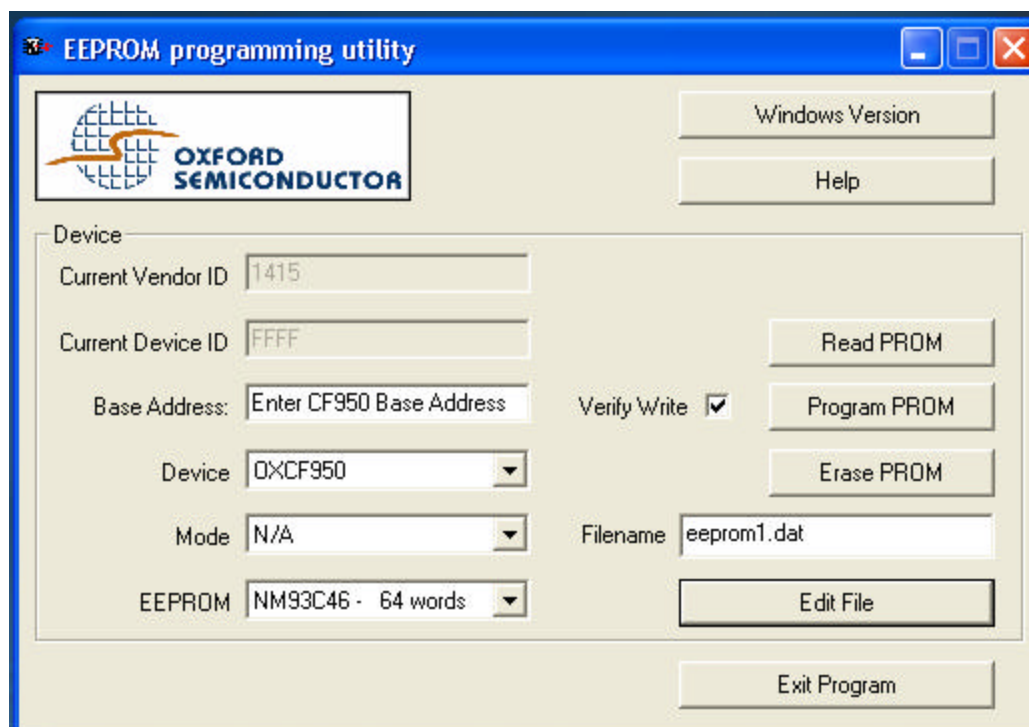 EEPROM programming utility
OXFORD
SEMICONDUCTOR
Windows Version
Help
Device
Current Vendor ID 1415
Current Device ID FFFF
Read PROM
Base Address: Enter CF950 Base Address
Verify Write
Program PROM
Device OXCF950
Erase PROM
Mode N/A
Filename eeprom1.dat
EEPROM NM93C46 - 64 words
Edit File
Exit Program